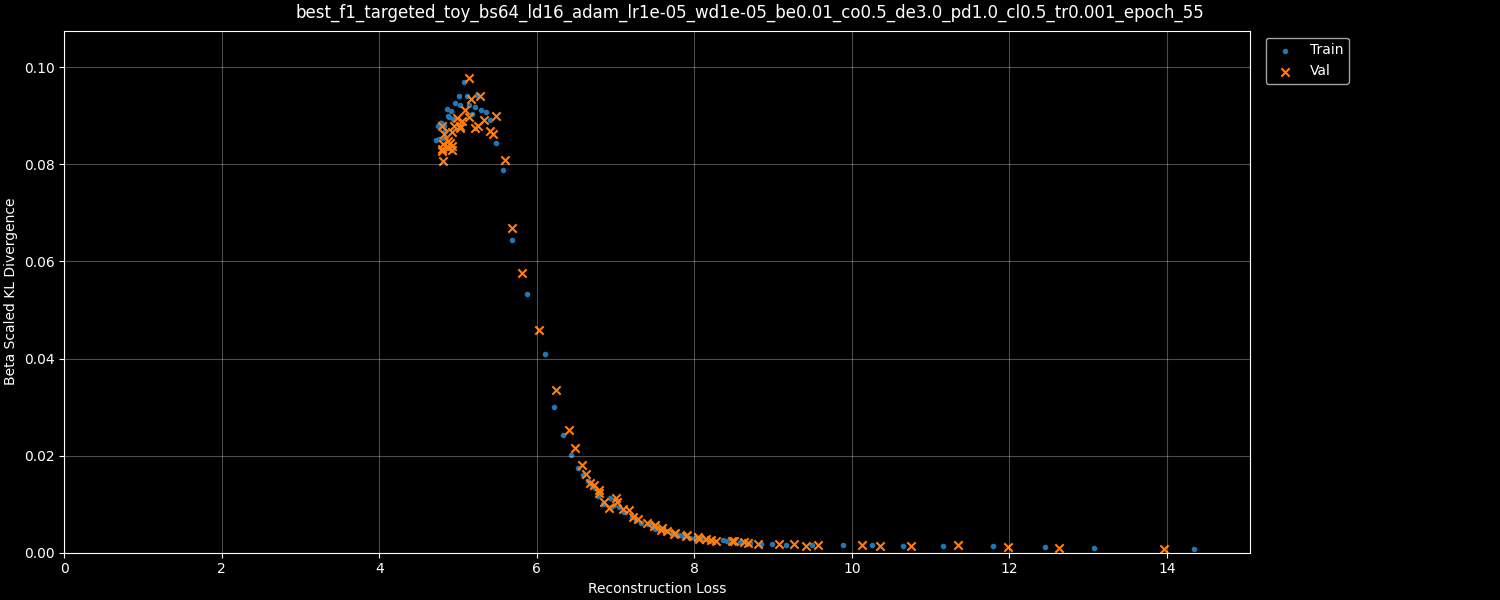 best_f1_targeted_toy_bs64_ld16_adam_lr1e-05_wd1e-05_be0.01_co0.5_de3.0_pd1.0_cl0.5_tr0.001_epoch_55
Train
Val
Beta Scaled KL Divergence
0.10
0.08
0.06
0.04
0.02
0.00
0 2 4 6 8 10 12 14
Reconstruction Loss